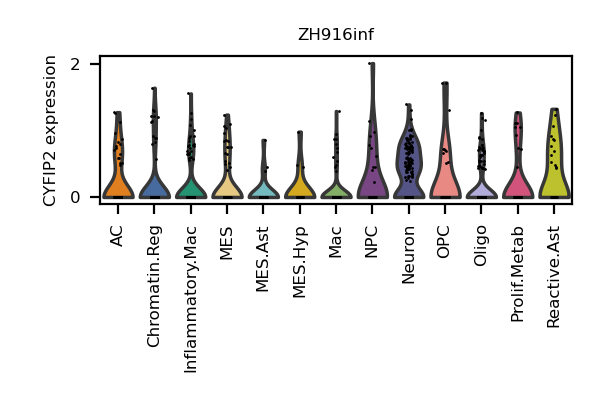 ZH916inf
CYFIP2 expression
2
0
AC
Chromatin.Reg
Inflammatory.Mac
MES
MES.Ast
MES.Hyp
Mac
NPC
Neuron
OPC
Oligo
Prolif.Metab
Reactive.Ast